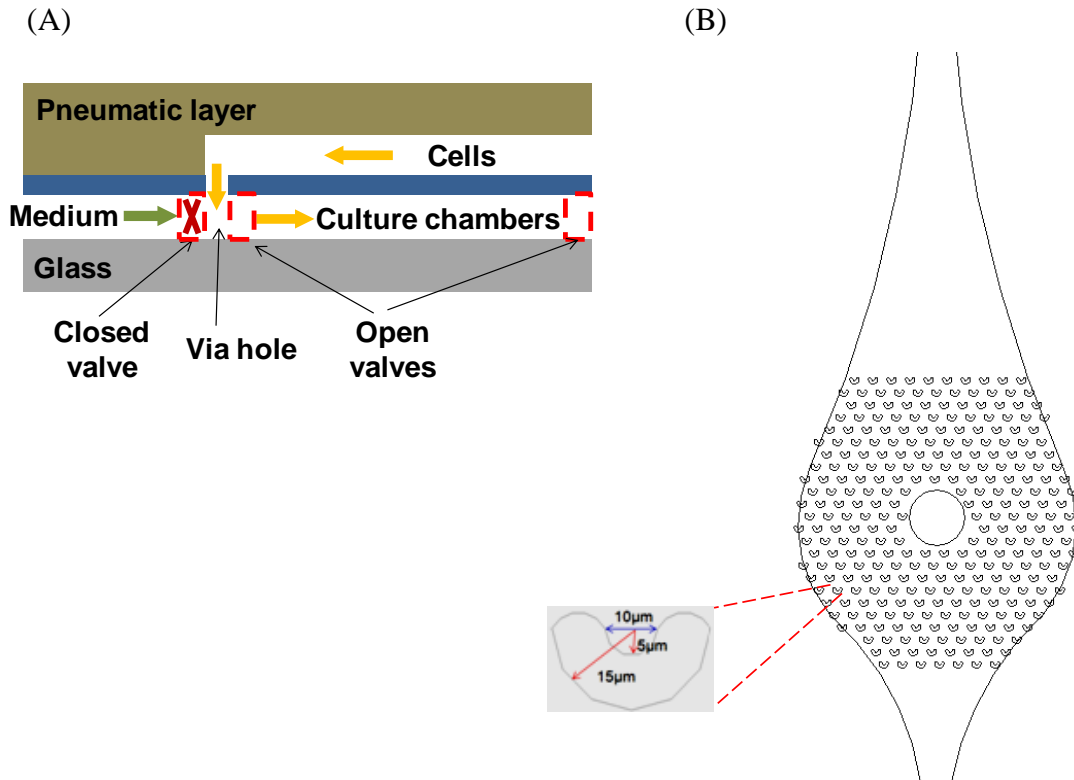 (A)
(B)
Pneumatic layer
Cells
Medium
X
Culture chambers
Glass
Closed
valve
Via hole
Open
valves
10µm
5µm
15µm